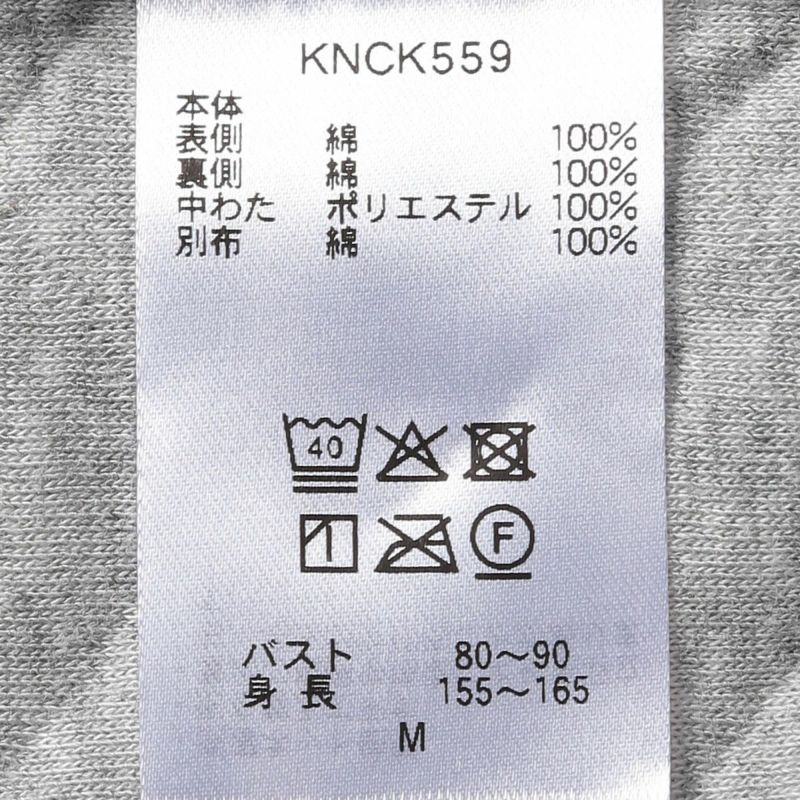 KNCK559
本体
表側 綿 100%
裏側 綿 100%
中わた ポリエステル 100%
別布 綿 100%
40
F
バスト 80～90
身長 155～165
M